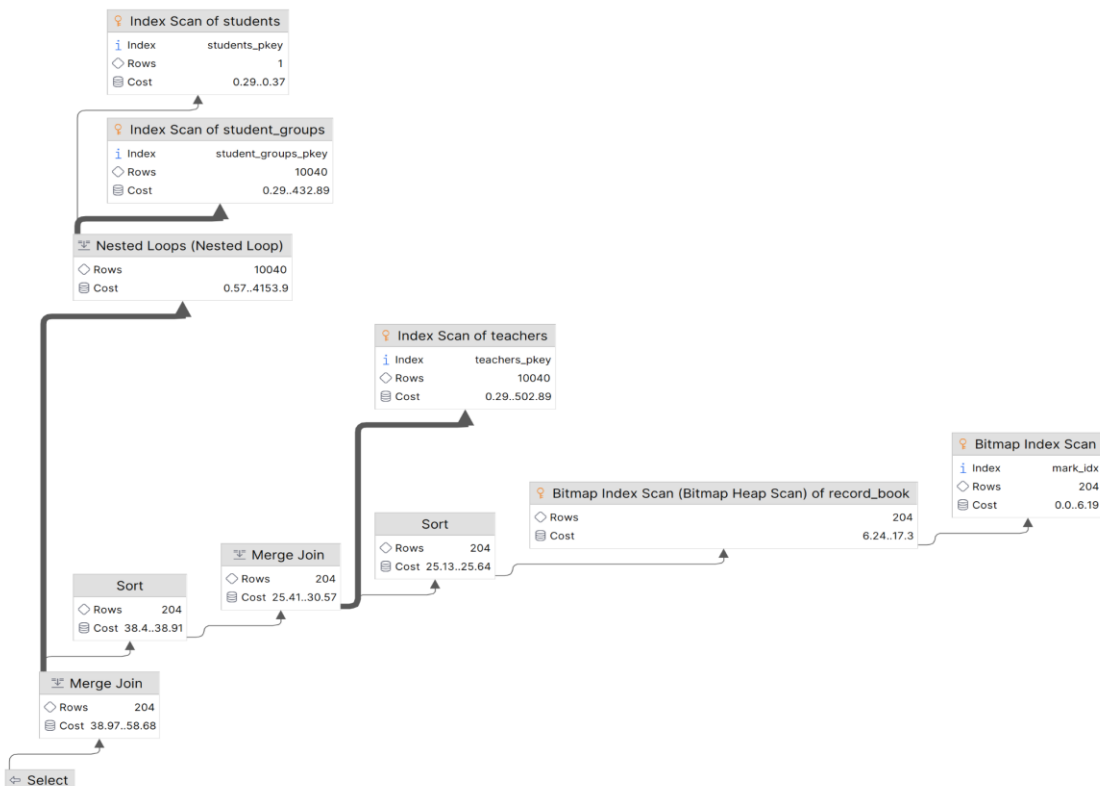 Index Scan of students
i Index students_pkey
Rows 1
Cost 0.29..0.37
Index Scan of student_groups
i Index student_groups_pkey
Rows 10040
Cost 0.29..432.89
Nested Loops (Nested Loop)
Rows 10040
Cost 0.57..4153.9
Index Scan of teachers
i Index teachers_pkey
Rows 10040
Cost 0.29..502.89
Bitmap Index Scan
i Index mark_idx
Rows 204
Cost 0.0..6.19
Bitmap Index Scan (Bitmap Heap Scan) of record_book
Rows 204
Cost 6.24..17.3
Sort
Rows 204
Cost 25.13..25.64
Merge Join
Rows 204
Cost 25.41..30.57
Sort
Rows 204
Cost 38.4..38.91
Merge Join
Rows 204
Cost 38.97..58.68
Select